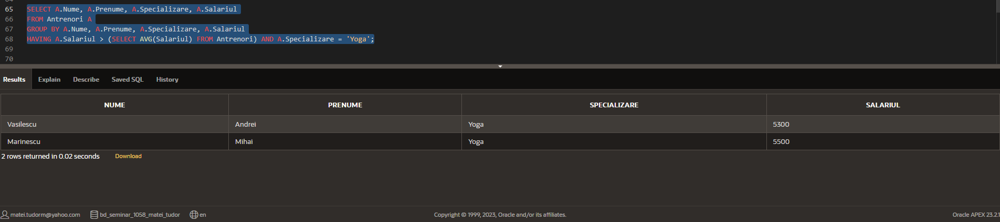 64
65 SELECT A.Nume, A.Prenume, A.Specializare, A.Salariul
66 FROM Antrenori A
67 GROUP BY A.Nume, A.Prenume, A.Specializare, A.Salariul
68 HAVING A.Salariul > (SELECT AVG(Salariul) FROM Antrenori) AND A.Specializare = 'Yoga';
69
70
Results Explain Describe Saved SQL History
NUME PRENUME SPECIALIZARE SALARIUL
Vasilescu Andrei Yoga 5300
Marinescu Mihai Yoga 5500
2 rows returned in 0.02 seconds Download
matei.tudorm@yahoo.com bd_seminar_1058_matei_tudor en Copyright © 1999, 2023, Oracle and/or its affiliates. Oracle APEX 23.2.1